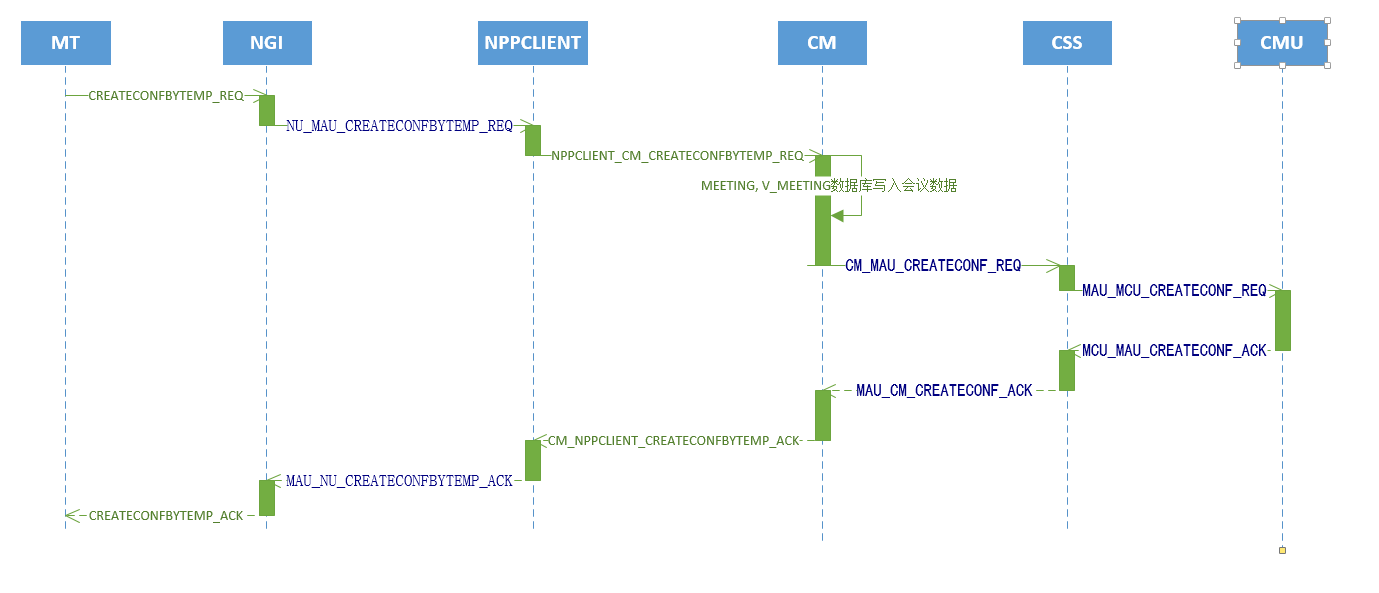 MT
NGI
NPPCLIENT
CM
CSS
CMU
CREATECONFBYTEMP_REQ
NU_MAU_CREATECONFBYTEMP_REQ
NPPCLIENT_CM_CREATECONFBYTEMP_REQ
MEETING, V_MEETING数据库写入会议数据
CM_MAU_CREATECONF_REQ
MAU_MCU_CREATECONF_REQ
MCU_MAU_CREATECONF_ACK
MAU_CM_CREATECONF_ACK
CM_NPPCLIENT_CREATECONFBYTEMP_ACK
MAU_NU_CREATECONFBYTEMP_ACK
CREATECONFBYTEMP_ACK